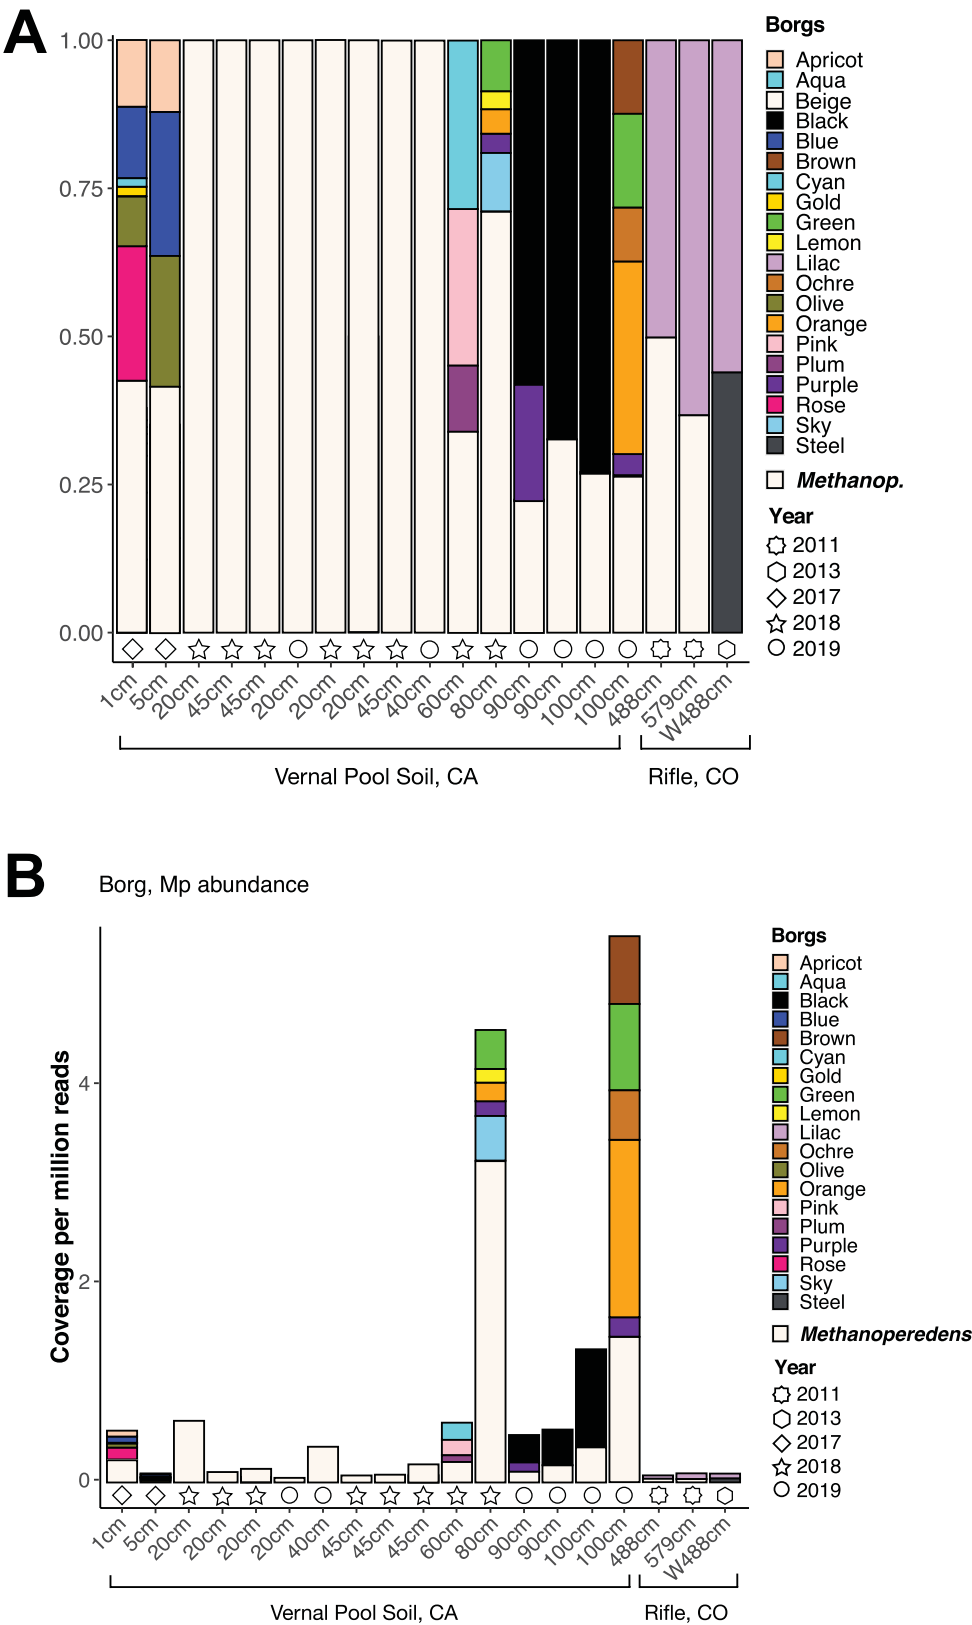 A
1.00
0.75
0.50
0.25
0.00
1cm
5cm
20cm
45cm
45cm
20cm
20cm
20cm
45cm
40cm
60cm
80cm
90cm
90cm
100cm
100cm
488cm
579cm
W488cm
Vernal Pool Soil, CA
Rifle, CO
Borgs
Apricot
Aqua
Beige
Black
Blue
Brown
Cyan
Gold
Green
Lemon
Lilac
Ochre
Olive
Orange
Pink
Plum
Purple
Rose
Sky
Steel
Methanop.
Year
2011
2013
2017
2018
2019
B
Borg, Mp abundance
Coverage per million reads
4
2
0
1cm
5cm
20cm
20cm
20cm
20cm
40cm
45cm
45cm
45cm
60cm
80cm
90cm
90cm
100cm
100cm
488cm
579cm
W488cm
Vernal Pool Soil, CA
Rifle, CO
Borgs
Apricot
Aqua
Black
Blue
Brown
Cyan
Gold
Green
Lemon
Lilac
Ochre
Olive
Orange
Pink
Plum
Purple
Rose
Sky
Steel
Methanoperedens
Year
2011
2013
2017
2018
2019